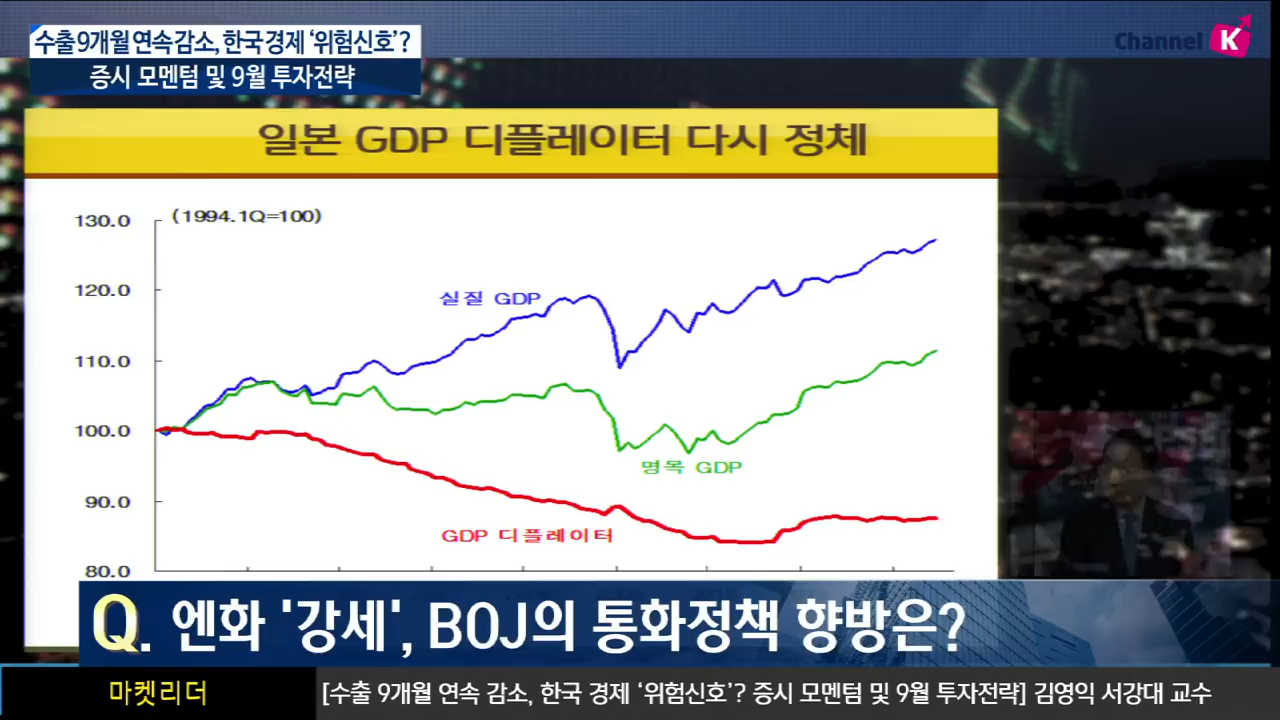 수출 9개월 연속 감소, 한국 경제 '위험신호'?
증시 모멘텀 및 9월 투자전략
Channel K
일본 GDP 디플레이터 다시 정체
(1994.1Q=100)
130.0
120.0
110.0
100.0
90.0
80.0
실질 GDP
명목 GDP
GDP 디플레이터
Q. 엔화 '강세', BOJ의 통화정책 향방은?
마켓리더
[수출 9개월 연속 감소, 한국 경제 '위험신호'? 증시 모멘텀 및 9월 투자전략] 김영익 서강대 교수